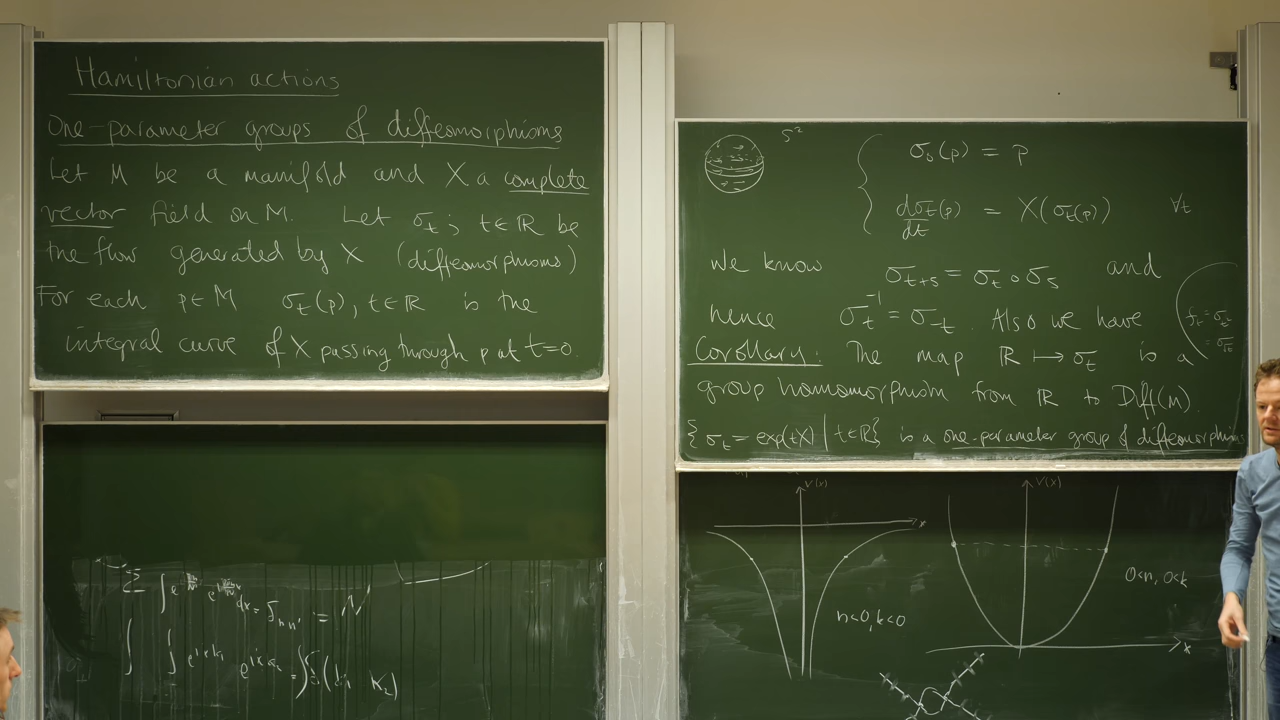 Hamiltonian actions
One-parameter groups of diffeomorphisms
Let M be a manifold and X a complete
vector field on M. Let σ_t ; t∈ℝ be
the flow generated by X (diffeomorphisms)
For each p∈M σ_t(p), t∈ℝ is the
integral curve of X passing through p at t=0.
S²
σ₀(p) = p
dσ_t(p)/dt = X(σ_t(p)) ∀t
We know σ_{t+s} = σ_t ∘ σ_s and
hence σ_t⁻¹ = σ_{-t}. Also we have
Corollary: The map ℝ ↦ σ_t is a
group homomorphism from ℝ to Diff(M).
{σ_t = exp(tX) | t∈ℝ} is a one-parameter group of diffeomorphisms
V(x)
x
n<0, k<0
V(x)
0<n, 0<k
x